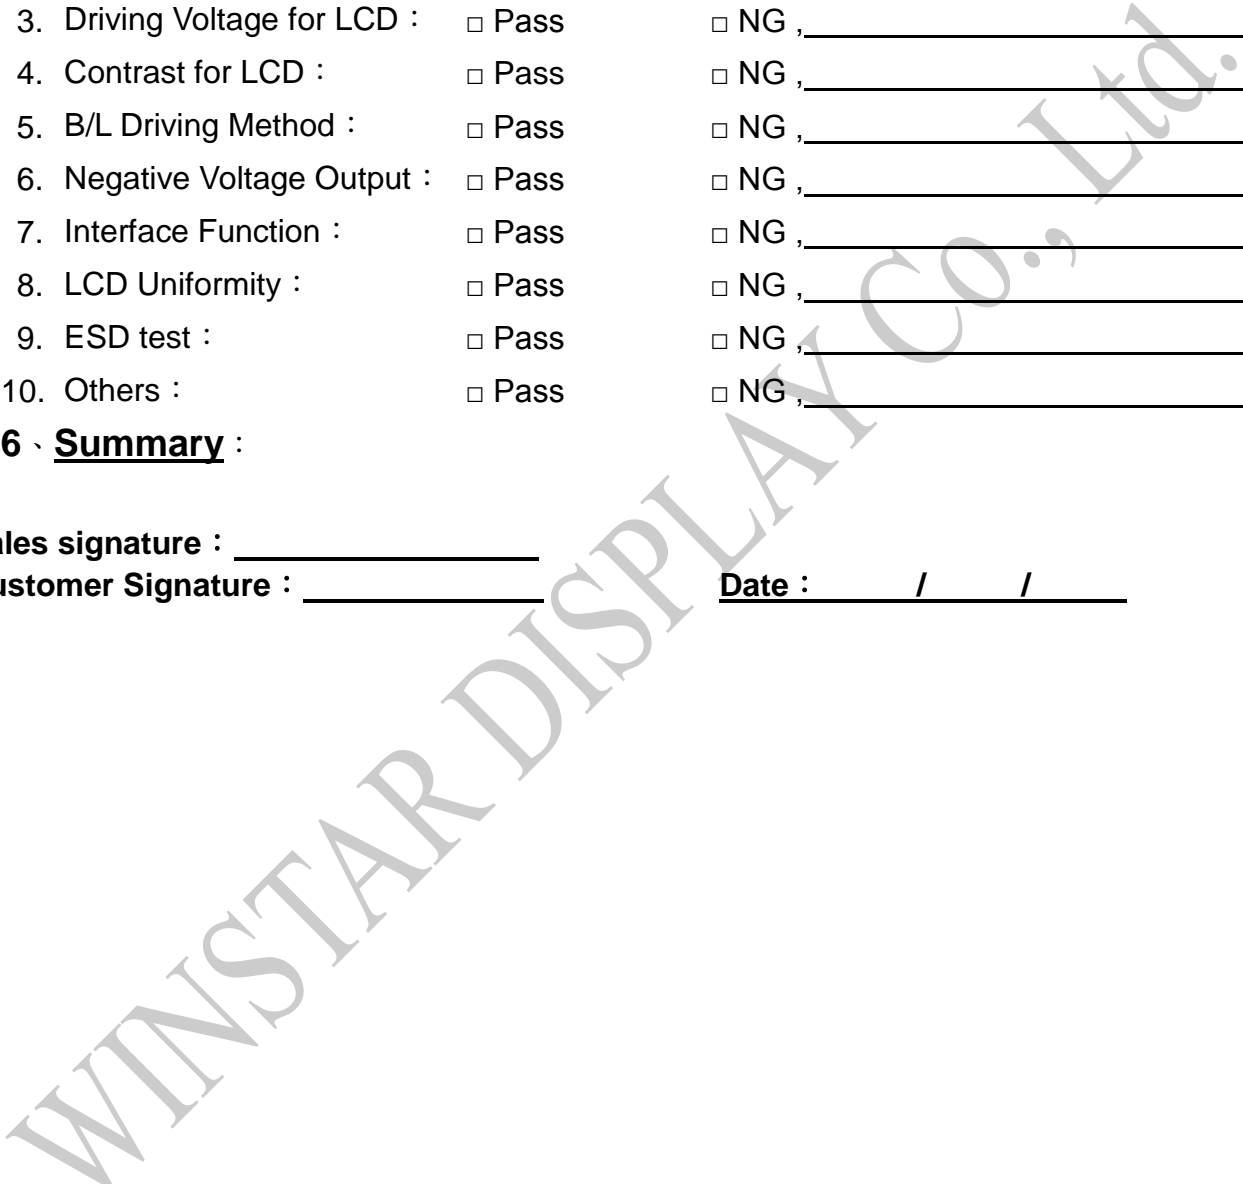 3. Driving Voltage for LCD： □ Pass □ NG ,
4. Contrast for LCD： □ Pass □ NG ,
5. B/L Driving Method： □ Pass □ NG ,
6. Negative Voltage Output： □ Pass □ NG ,
7. Interface Function： □ Pass □ NG ,
8. LCD Uniformity： □ Pass □ NG ,
9. ESD test： □ Pass □ NG ,
10. Others： □ Pass □ NG ,
6、Summary：
ales signature：
ustomer Signature： Date： / /
WINSTAR DISPLAY Co., Ltd.